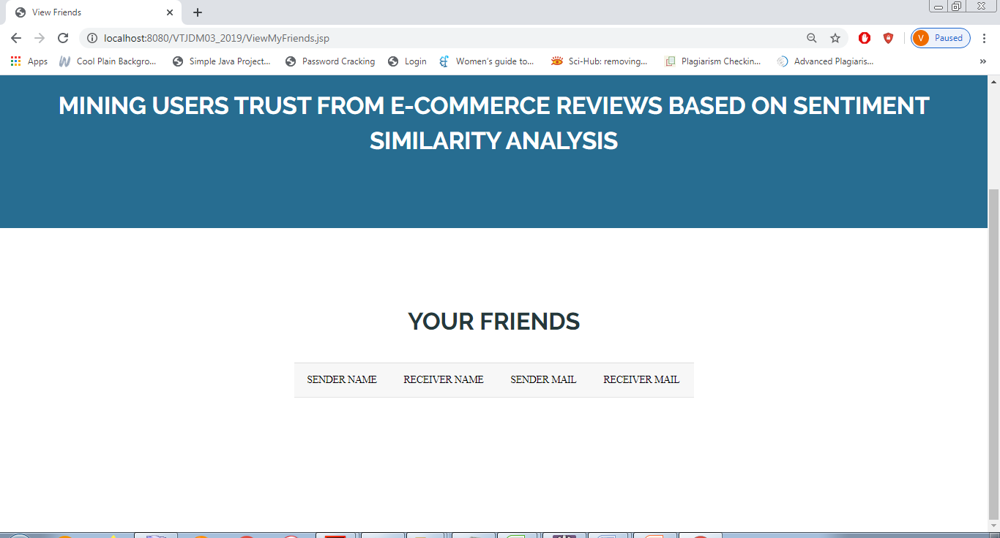 View Friends
localhost:8080/VTJDM03_2019/ViewMyFriends.jsp
V Paused
Apps Cool Plain Backgro... Simple Java Project... Password Cracking Login Women's guide to... Sci-Hub: removing... Plagiarism Checkin... Advanced Plagiaris... »
MINING USERS TRUST FROM E-COMMERCE REVIEWS BASED ON SENTIMENT
SIMILARITY ANALYSIS
YOUR FRIENDS
SENDER NAME RECEIVER NAME SENDER MAIL RECEIVER MAIL